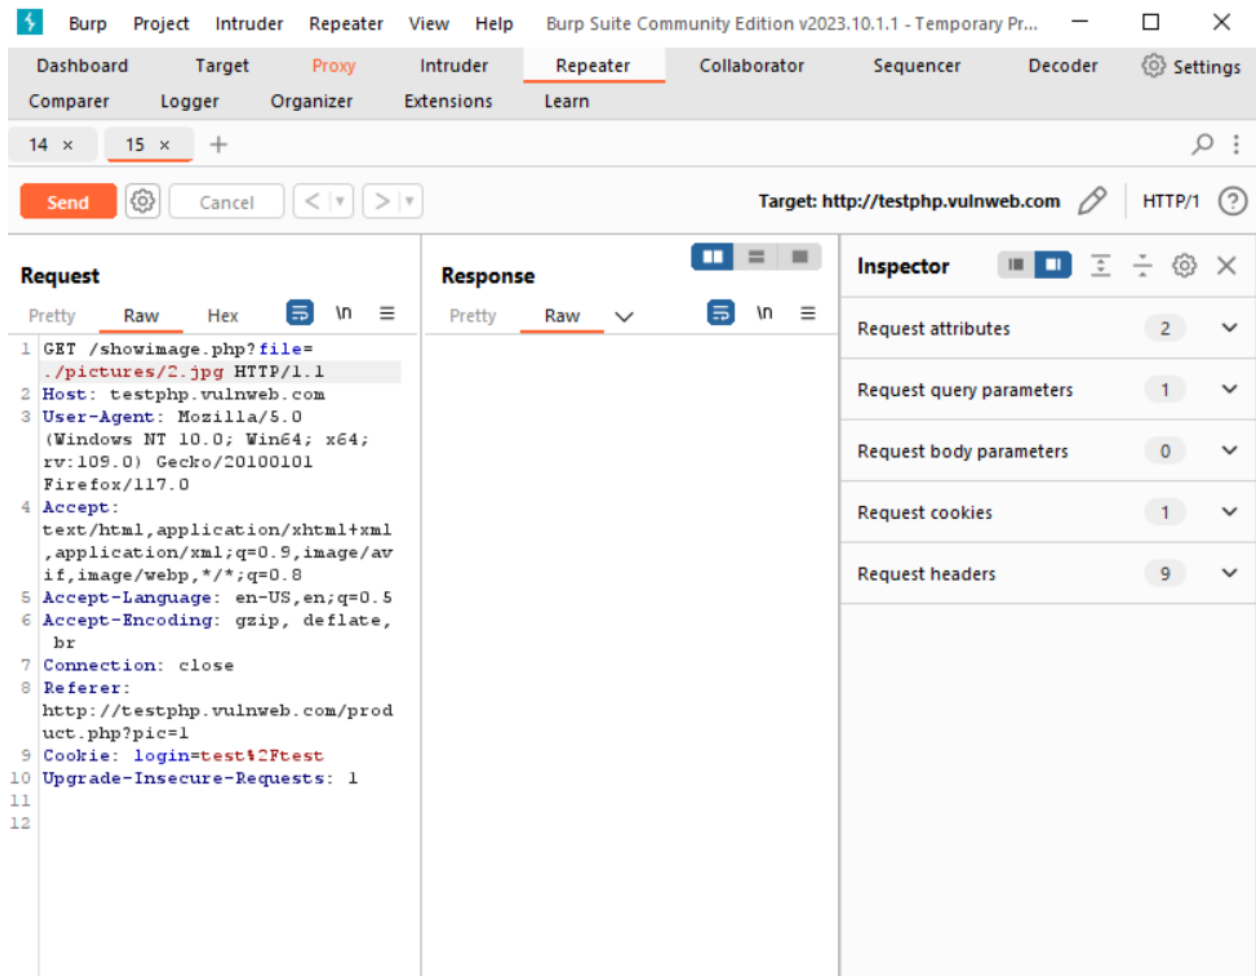 Burp Project Intruder Repeater View Help Burp Suite Community Edition v2023.10.1.1 - Temporary Pr...
Dashboard Target Proxy Intruder Repeater Collaborator Sequencer Decoder Settings
Comparer Logger Organizer Extensions Learn
14 × 15 × +
Send Cancel < > Target: http://testphp.vulnweb.com HTTP/1 ?
Request
Pretty Raw Hex \n
1 GET /showimage.php?file=
./pictures/2.jpg HTTP/1.1
2 Host: testphp.vulnweb.com
3 User-Agent: Mozilla/5.0
(Windows NT 10.0; Win64; x64;
rv:109.0) Gecko/20100101
Firefox/117.0
4 Accept:
text/html,application/xhtml+xml
,application/xml;q=0.9,image/av
if,image/webp,*/*;q=0.8
5 Accept-Language: en-US,en;q=0.5
6 Accept-Encoding: gzip, deflate,
br
7 Connection: close
8 Referer:
http://testphp.vulnweb.com/prod
uct.php?pic=1
9 Cookie: login=test%2Ftest
10 Upgrade-Insecure-Requests: 1
11
12
Response
Pretty Raw \n
Inspector
Request attributes 2
Request query parameters 1
Request body parameters 0
Request cookies 1
Request headers 9